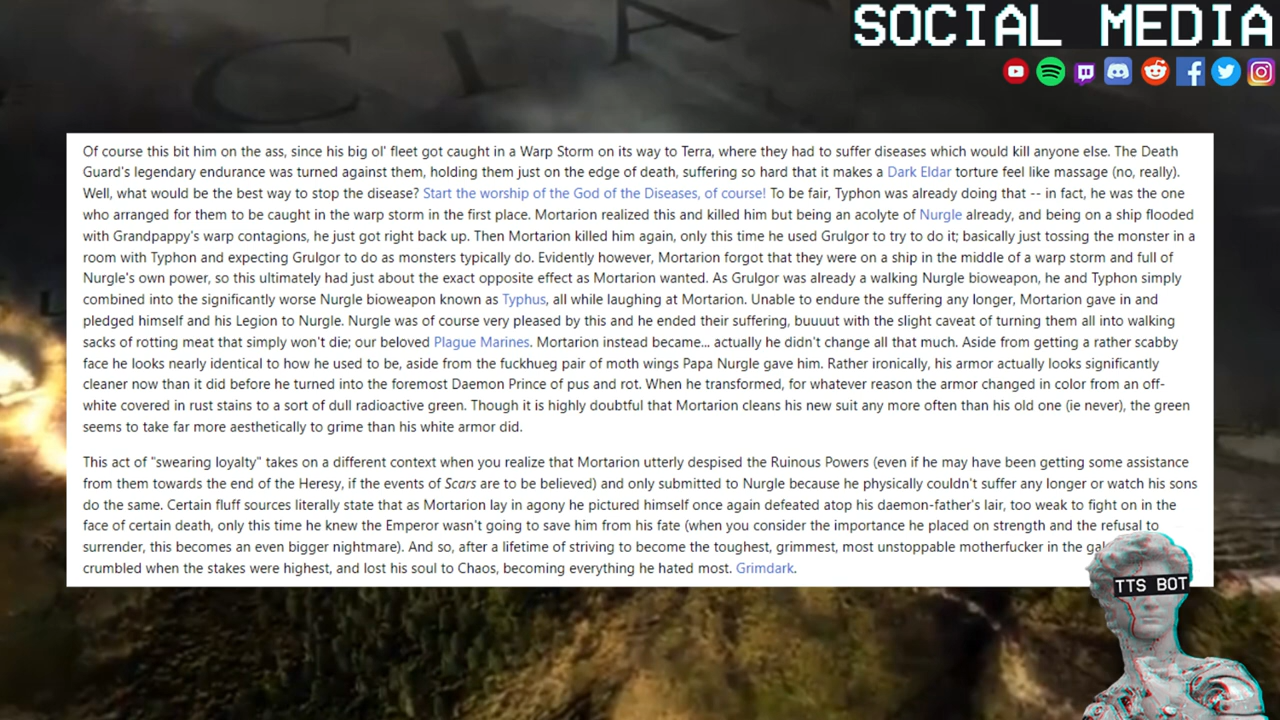 SOCIAL MEDIA
C I A
Of course this bit him on the ass, since his big ol' fleet got caught in a Warp Storm on its way to Terra, where they had to suffer diseases which would kill anyone else. The Death
Guard's legendary endurance was turned against them, holding them just on the edge of death, suffering so hard that it makes a Dark Eldar torture feel like massage (no, really).
Well, what would be the best way to stop the disease? Start the worship of the God of the Diseases, of course! To be fair, Typhon was already doing that -- in fact, he was the one
who arranged for them to be caught in the warp storm in the first place. Mortarion realized this and killed him but being an acolyte of Nurgle already, and being on a ship flooded
with Grandpappy's warp contagions, he just got right back up. Then Mortarion killed him again, only this time he used Grulgor to try to do it; basically just tossing the monster in a
room with Typhon and expecting Grulgor to do as monsters typically do. Evidently however, Mortarion forgot that they were on a ship in the middle of a warp storm and full of
Nurgle's own power, so this ultimately had just about the exact opposite effect as Mortarion wanted. As Grulgor was already a walking Nurgle bioweapon, he and Typhon simply
combined into the significantly worse Nurgle bioweapon known as Typhus, all while laughing at Mortarion. Unable to endure the suffering any longer, Mortarion gave in and
pledged himself and his Legion to Nurgle. Nurgle was of course very pleased by this and he ended their suffering, buuuut with the slight caveat of turning them all into walking
sacks of rotting meat that simply won't die; our beloved Plague Marines. Mortarion instead became... actually he didn't change all that much. Aside from getting a rather scabby
face he looks nearly identical to how he used to be, aside from the fuckhueg pair of moth wings Papa Nurgle gave him. Rather ironically, his armor actually looks significantly
cleaner now than it did before he turned into the foremost Daemon Prince of pus and rot. When he transformed, for whatever reason the armor changed in color from an off-
white covered in rust stains to a sort of dull radioactive green. Though it is highly doubtful that Mortarion cleans his new suit any more often than his old one (ie never), the green
seems to take far more aesthetically to grime than his white armor did.
This act of "swearing loyalty" takes on a different context when you realize that Mortarion utterly despised the Ruinous Powers (even if he may have been getting some assistance
from them towards the end of the Heresy, if the events of Scars are to be believed) and only submitted to Nurgle because he physically couldn't suffer any longer or watch his sons
do the same. Certain fluff sources literally state that as Mortarion lay in agony he pictured himself once again defeated atop his daemon-father's lair, too weak to fight on in the
face of certain death, only this time he knew the Emperor wasn't going to save him from his fate (when you consider the importance he placed on strength and the refusal to
surrender, this becomes an even bigger nightmare). And so, after a lifetime of striving to become the toughest, grimmest, most unstoppable motherfucker in the
crumbled when the stakes were highest, and lost his soul to Chaos, becoming everything he hated most. Grimdark.
TTS BOT